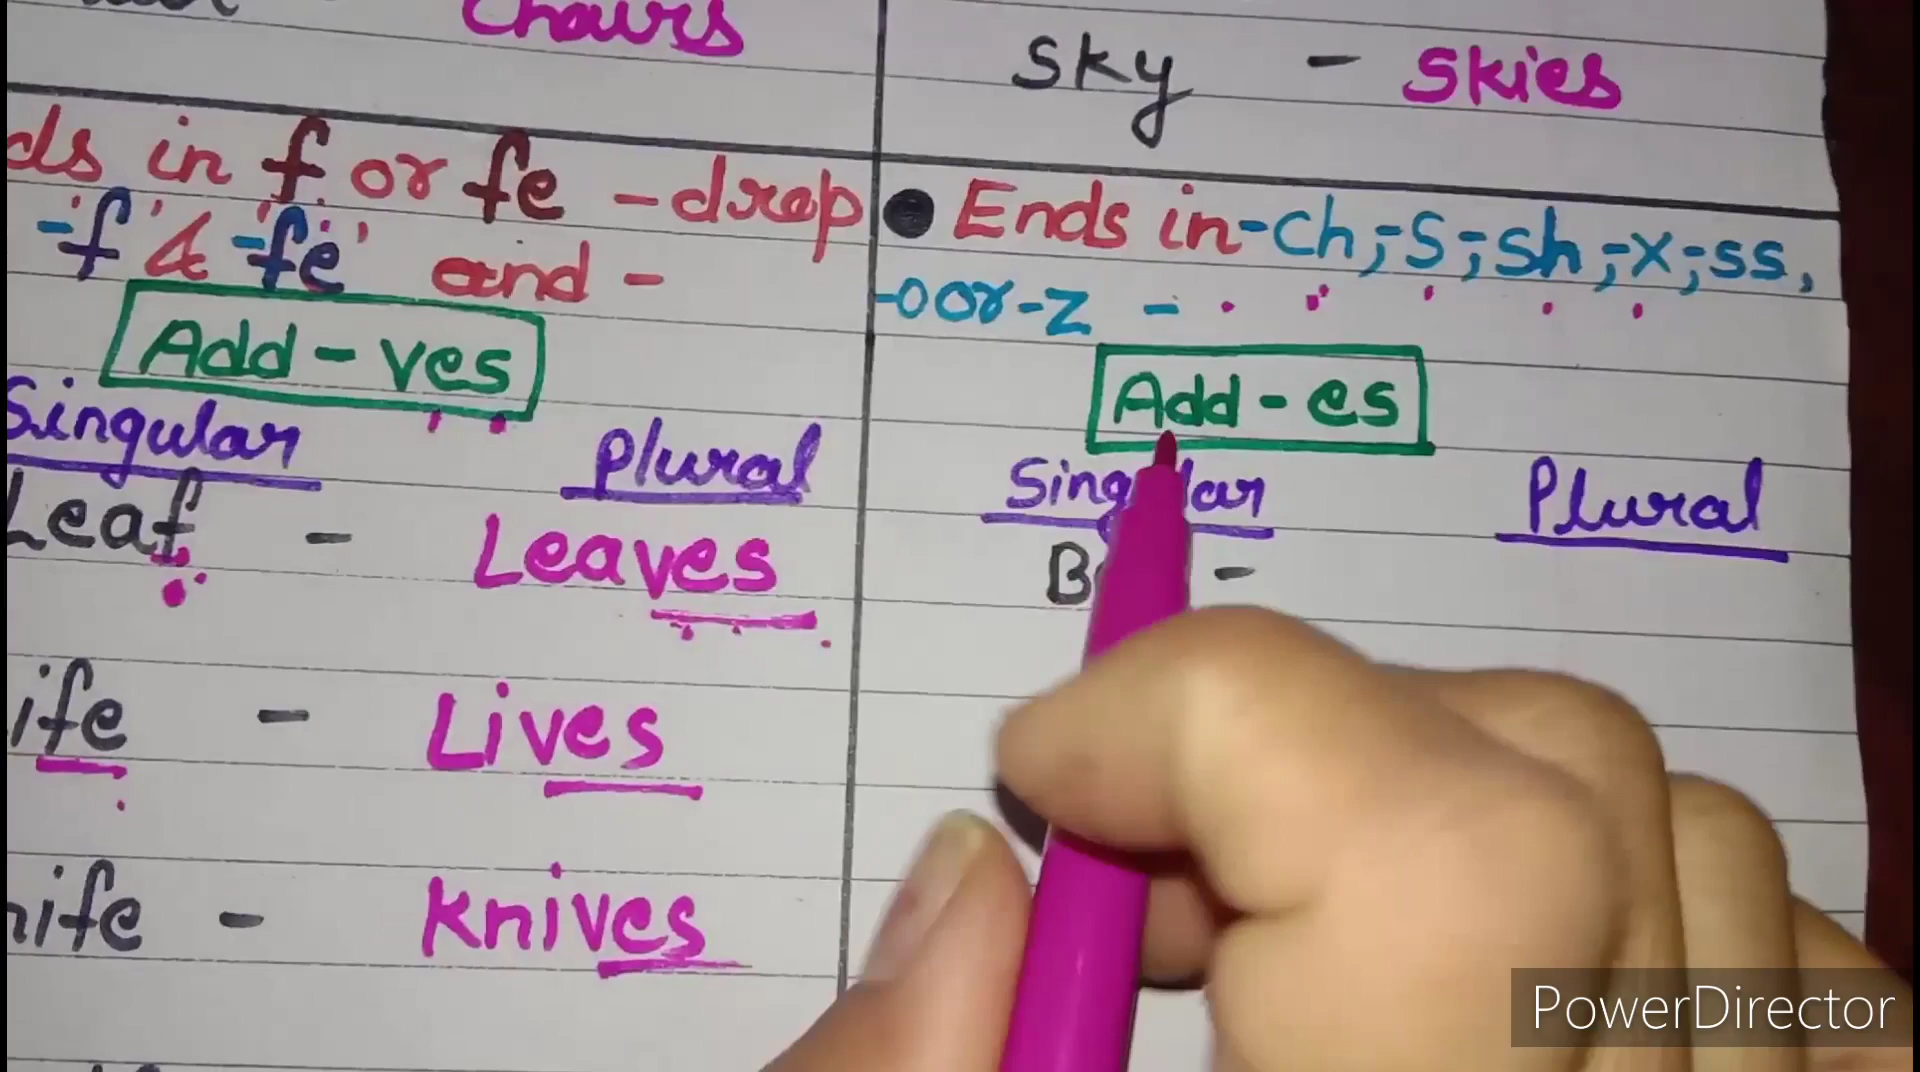 Chairs
Sky - Skies
ds in f or fe - drop
-'f' & '-fe' and -
Add - ves
Singular Plural
Leaf - Leaves
ife - Lives
nife - Knives
● Ends in -ch, -s, -sh, -x, -ss,
-o or -z -
Add - es
Singular Plural
-
PowerDirector